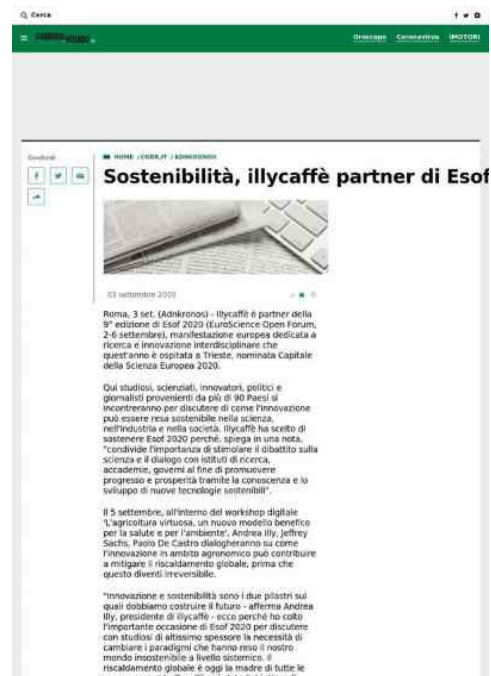 Cerca
Oroscopo Coronavirus IMOTORI
Condividi
HOME / CORR.IT / ADNKRONOS
Sostenibilità, illycaffè partner di Esof
03 settembre 2020
Roma, 3 set. (Adnkronos) - Illycaffè è partner della
9° edizione di Esof 2020 (EuroScience Open Forum,
2-6 settembre), manifestazione europea dedicata a
ricerca e innovazione interdisciplinare che
quest'anno è ospitata a Trieste, nominata Capitale
della Scienza Europea 2020.
Qui studiosi, scienziati, innovatori, politici e
giornalisti provenienti da più di 90 Paesi si
incontreranno per discutere di come l'innovazione
può essere resa sostenibile nella scienza,
nell'industria e nella società. Illycaffè ha scelto di
sostenere Esof 2020 perché, spiega in una nota,
"condivide l'importanza di stimolare il dibattito sulla
scienza e il dialogo con istituti di ricerca,
accademie, governi al fine di promuovere
progresso e prosperità tramite la conoscenza e lo
sviluppo di nuove tecnologie sostenibili".
Il 5 settembre, all'interno del workshop digitale
'L'agricoltura virtuosa, un nuovo modello benefico
per la salute e per l'ambiente', Andrea Illy, Jeffrey
Sachs, Paolo De Castro dialogheranno su come
l'innovazione in ambito agronomico può contribuire
a mitigare il riscaldamento globale, prima che
questo diventi irreversibile.
"Innovazione e sostenibilità sono i due pilastri sui
quali dobbiamo costruire il futuro - afferma Andrea
Illy, presidente di illycaffè - ecco perché ho colto
l'importante occasione di Esof 2020 per discutere
con studiosi di altissimo spessore la necessità di
cambiare i paradigmi che hanno reso il nostro
mondo insostenibile a livello sistemico. Il
riscaldamento globale è oggi la madre di tutte le